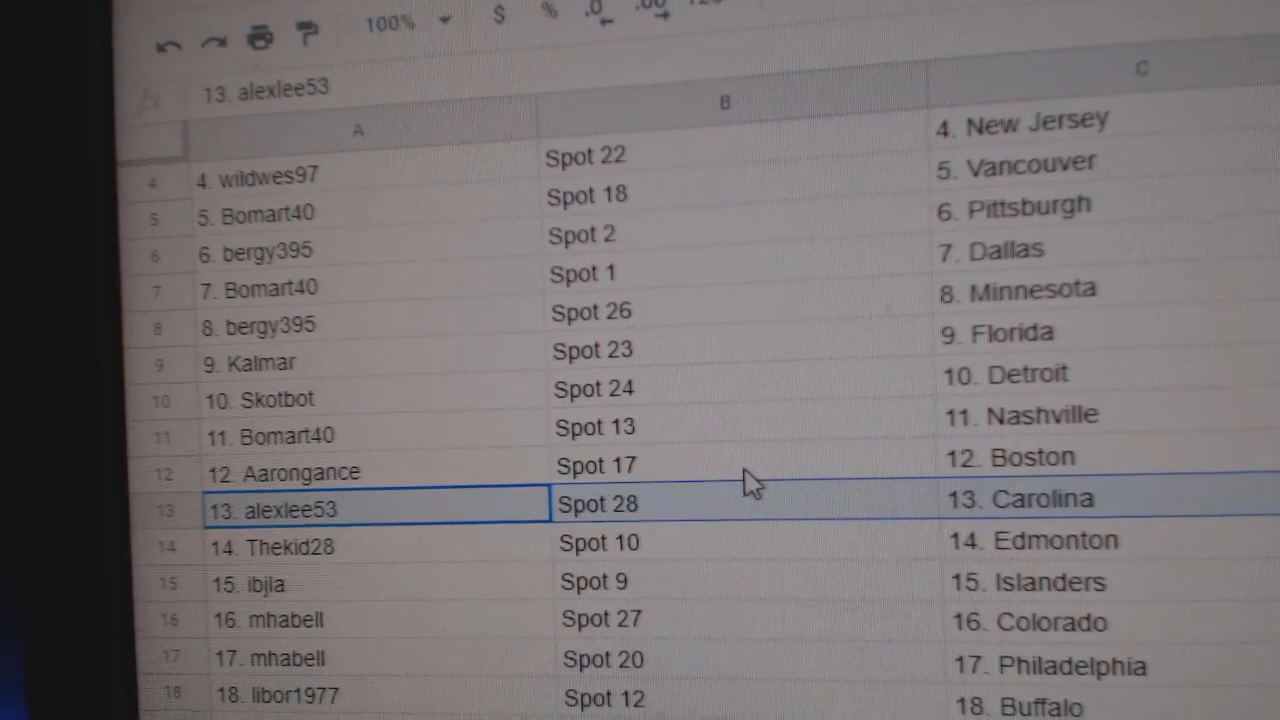 100% $ % .0 .00
13. alexlee53
A B C
4 4. wildwes97 Spot 22 4. New Jersey
5 5. Bomart40 Spot 18 5. Vancouver
6 6. bergy395 Spot 2 6. Pittsburgh
7 7. Bomart40 Spot 1 7. Dallas
8 8. bergy395 Spot 26 8. Minnesota
9 9. Kalmar Spot 23 9. Florida
10 10. Skotbot Spot 24 10. Detroit
11 11. Bomart40 Spot 13 11. Nashville
12 12. Aarongance Spot 17 12. Boston
13 13. alexlee53 Spot 28 13. Carolina
14 14. Thekid28 Spot 10 14. Edmonton
15 15. ibjla Spot 9 15. Islanders
16 16. mhabell Spot 27 16. Colorado
17 17. mhabell Spot 20 17. Philadelphia
18 18. libor1977 Spot 12 18. Buffalo